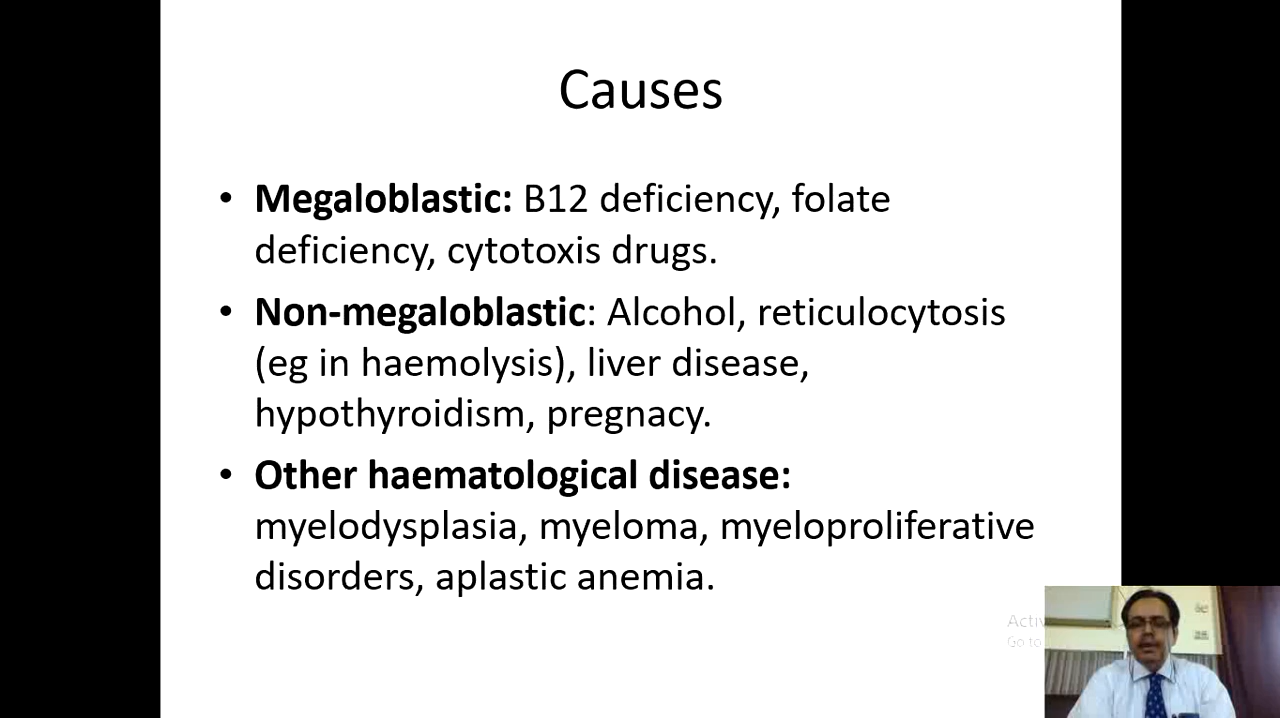 Causes
• Megaloblastic: B12 deficiency, folate
deficiency, cytotoxis drugs.
• Non-megaloblastic: Alcohol, reticulocytosis
(eg in haemolysis), liver disease,
hypothyroidism, pregnacy.
• Other haematological disease:
myelodysplasia, myeloma, myeloproliferative
disorders, aplastic anemia.
Activ
Go to